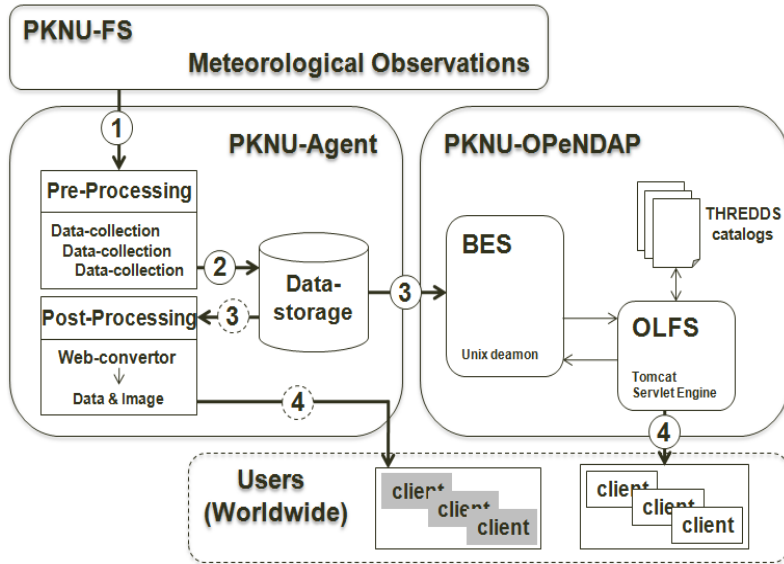 PKNU-FS
Meteorological Observations
1
PKNU-Agent
Pre-Processing
Data-collection
Data-collection
Data-collection
2
Data-
storage
Post-Processing
3
Web-convertor
Data & Image
4
3
PKNU-OPeNDAP
BES
Unix deamon
THREDDS
catalogs
OLFS
Tomcat
Servlet Engine
4
Users
(Worldwide)
client
client
client
client
client
client